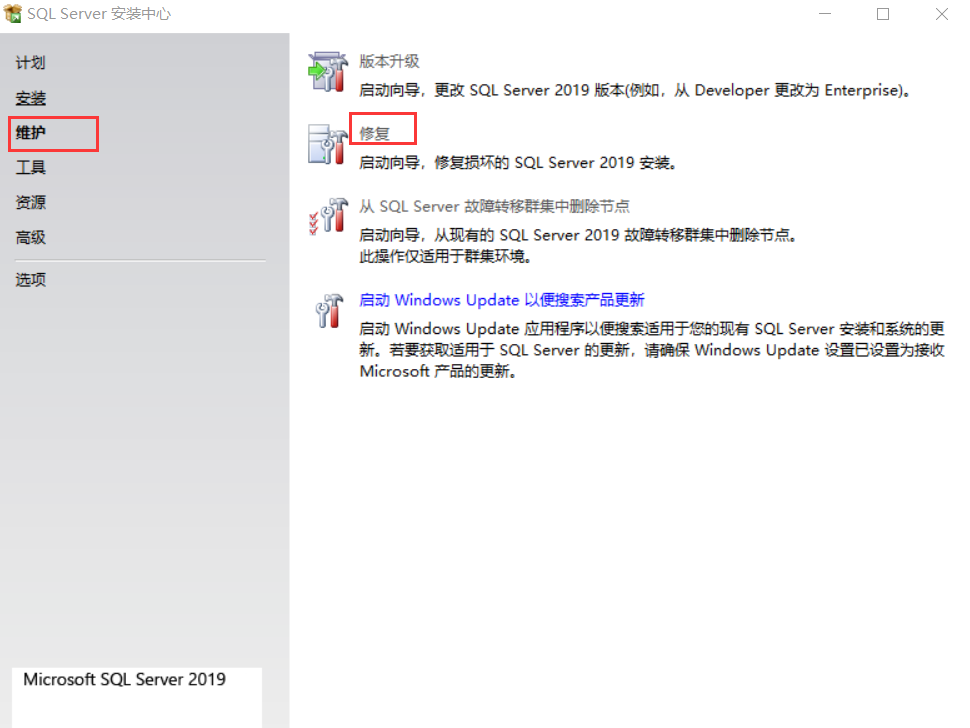 SQL Server 安装中心
计划
安装
维护
工具
资源
高级
选项
版本升级
启动向导，更改 SQL Server 2019 版本(例如，从 Developer 更改为 Enterprise)。
修复
启动向导，修复损坏的 SQL Server 2019 安装。
从 SQL Server 故障转移群集中删除节点
启动向导，从现有的 SQL Server 2019 故障转移群集中删除节点。
此操作仅适用于群集环境。
启动 Windows Update 以便搜索产品更新
启动 Windows Update 应用程序以便搜索适用于您的现有 SQL Server 安装和系统的更
新。若要获取适用于 SQL Server 的更新，请确保 Windows Update 设置已设置为接收
Microsoft 产品的更新。
Microsoft SQL Server 2019